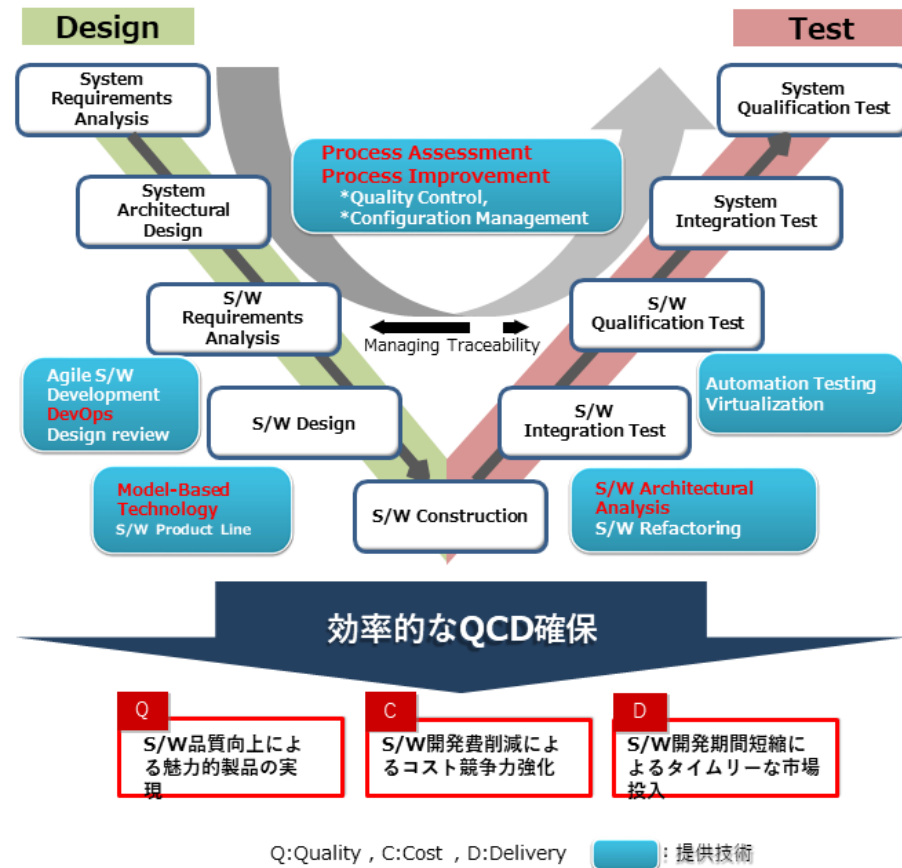 Design
Test
System
Requirements
Analysis
System
Qualification Test
Process Assessment
Process Improvement
*Quality Control,
*Configuration Management
System
Architectural
Design
System
Integration Test
S/W
Requirements
Analysis
S/W
Qualification Test
Managing Traceability
Agile S/W
Development
DevOps
Design review
S/W Design
S/W
Integration Test
Automation Testing
Virtualization
Model-Based
Technology
S/W Product Line
S/W Construction
S/W Architectural
Analysis
S/W Refactoring
効率的なQCD確保
Q
S/W品質向上によ
る魅力的製品の実
現
C
S/W開発費削減によ
るコスト競争力強化
D
S/W開発期間短縮に
よるタイムリーな市場
投入
Q:Quality , C:Cost , D:Delivery
: 提供技術